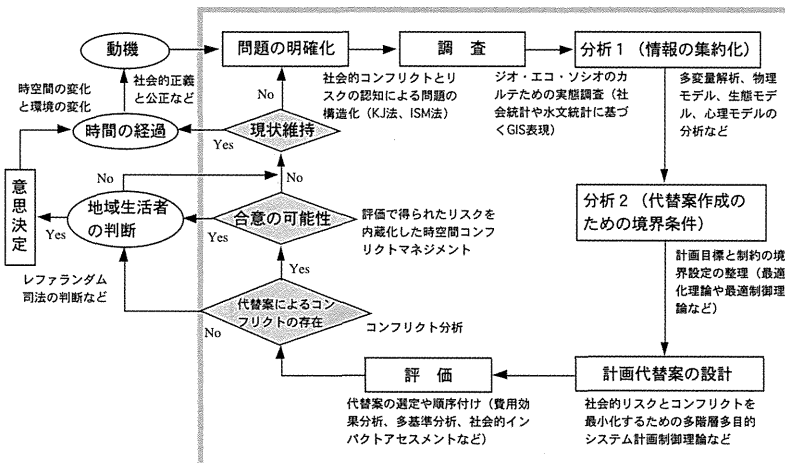 動機
問題の明確化
調　査
分析１（情報の集約化）
時空間の変化
と環境の変化
社会的正義
と公正など
No
社会的コンフリクトとリ
スクの認知による問題の
構造化（KJ法、ISM法）
ジオ・エコ・ソシオのカ
ルテための実態調査（社
会統計や水文統計に基づ
くGIS表現）
多変量解析、物理
モデル、生態モデ
ル、心理モデルの
分析など
時間の経過
Yes
現状維持
No
No
意思決定
Yes
地域生活者
の判断
Yes
合意の可能性
評価で得られたリスクを
内蔵化した時空間コンフ
リクトマネジメント
分析２（代替案作成の
ための境界条件）
計画目標と制約の境
界設定の整理（最適
化理論や最適制御理
論など）
レファランダム
司法の判断など
Yes
代替案によるコン
フリクトの存在
No
コンフリクト分析
評　価
計画代替案の設計
代替案の選定や順序付け（費用効
果分析、多基準分析、社会的イン
パクトアセスメントなど）
社会的リスクとコンフリクトを
最小化するための多階層多目的
システム計画制御理論など